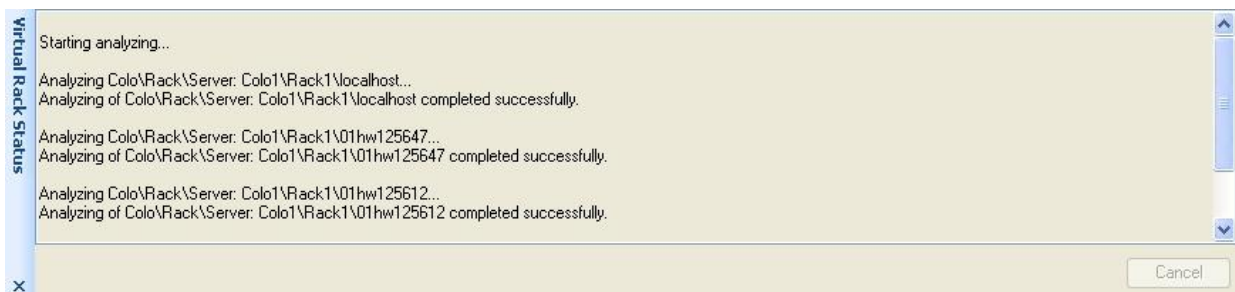 Virtual Rack Status
Starting analyzing...
Analyzing Colo\Rack\Server: Colo1\Rack1\localhost...
Analyzing of Colo\Rack\Server: Colo1\Rack1\localhost completed successfully.
Analyzing Colo\Rack\Server: Colo1\Rack1\01hw125647...
Analyzing of Colo\Rack\Server: Colo1\Rack1\01hw125647 completed successfully.
Analyzing Colo\Rack\Server: Colo1\Rack1\01hw125612...
Analyzing of Colo\Rack\Server: Colo1\Rack1\01hw125612 completed successfully.
Cancel